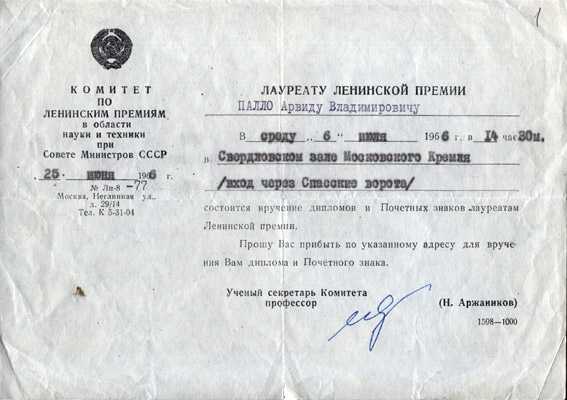 1
КОМИТЕТ
ПО
ЛЕНИНСКИМ ПРЕМИЯМ
в области
науки и техники
при
Совете Министров СССР
25 июня 1966 г.
№ Лп-8 -77
Москва, Неглинная ул.,
д. 29/14
Тел. К 5-31-04
ЛАУРЕАТУ ЛЕНИНСКОЙ ПРЕМИИ
ПАЛЛО Арвиду Владимировичу
В среду „ 6 " июля 1966 г. в 14 час 30м.
в Свердловском зале Московского Кремля
/вход через Спасские ворота/
состоится вручение дипломов и Почетных знаков лауреатам
Ленинской премии.
Прошу Вас прибыть по указанному адресу для вруче-
ния Вам диплома и Почетного знака.
Ученый секретарь Комитета
профессор
(Н. Аржаников)
1598—1000